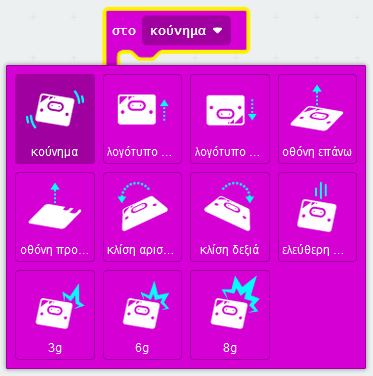 στο κούνημα
κούνημα
λογότυπο ...
λογότυπο ...
οθόνη επάνω
οθόνη προ...
κλίση αρισ...
κλίση δεξιά
ελεύθερη ...
3g
6g
8g